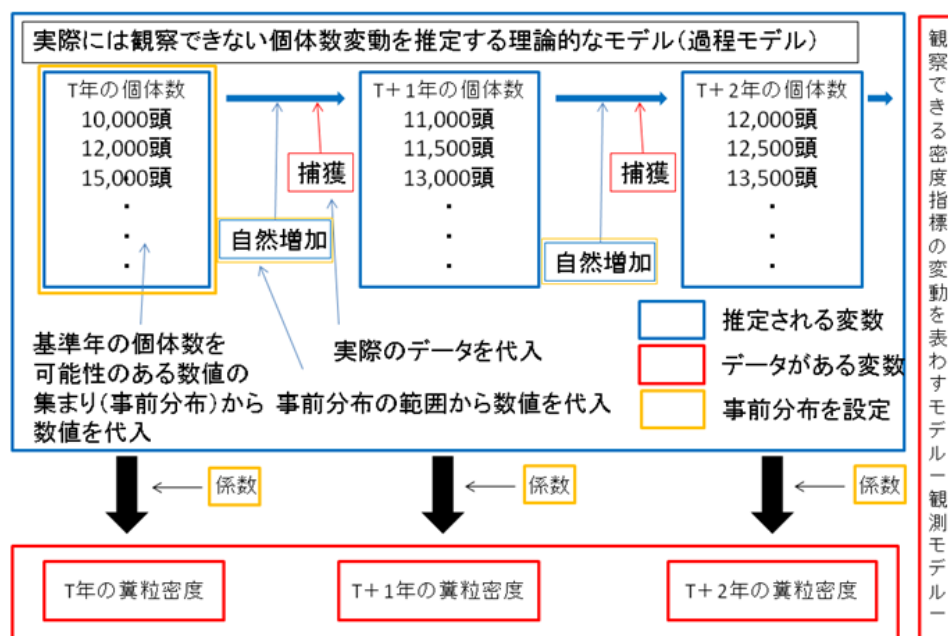 実際には観察できない個体数変動を推定する理論的なモデル（過程モデル）
T年の個体数
10,000頭
12,000頭
15,000頭
・
・
・
T＋1年の個体数
11,000頭
11,500頭
13,000頭
・
・
・
T＋2年の個体数
12,000頭
12,500頭
13,500頭
・
・
・
捕獲
捕獲
自然増加
自然増加
基準年の個体数を
可能性のある数値の
集まり（事前分布）から
数値を代入
実際のデータを代入
事前分布の範囲から数値を代入
推定される変数
データがある変数
事前分布を設定
係数
係数
係数
T年の糞粒密度
T＋1年の糞粒密度
T＋2年の糞粒密度
観察できる密度指標の変動を表わすモデルー観測モデルー